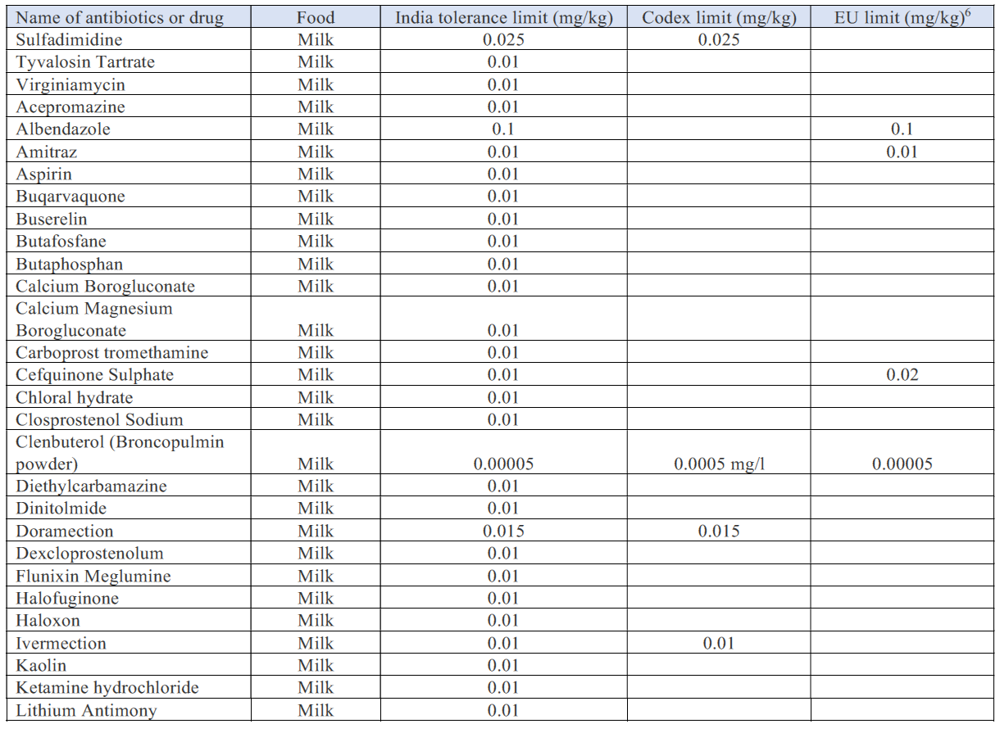 Name of antibiotics or drug Food India tolerance limit (mg/kg) Codex limit (mg/kg) EU limit (mg/kg)6
Sulfadimidine Milk 0.025 0.025
Tyvalosin Tartrate Milk 0.01
Virginiamycin Milk 0.01
Acepromazine Milk 0.01
Albendazole Milk 0.1 0.1
Amitraz Milk 0.01 0.01
Aspirin Milk 0.01
Buqarvaquone Milk 0.01
Buserelin Milk 0.01
Butafosfane Milk 0.01
Butaphosphan Milk 0.01
Calcium Borogluconate Milk 0.01
Calcium Magnesium
Borogluconate Milk 0.01
Carboprost tromethamine Milk 0.01
Cefquinone Sulphate Milk 0.01 0.02
Chloral hydrate Milk 0.01
Closprostenol Sodium Milk 0.01
Clenbuterol (Broncopulmin
powder) Milk 0.00005 0.0005 mg/l 0.00005
Diethylcarbamazine Milk 0.01
Dinitolmide Milk 0.01
Doramection Milk 0.015 0.015
Dexcloprostenolum Milk 0.01
Flunixin Meglumine Milk 0.01
Halofuginone Milk 0.01
Haloxon Milk 0.01
Ivermection Milk 0.01 0.01
Kaolin Milk 0.01
Ketamine hydrochloride Milk 0.01
Lithium Antimony Milk 0.01